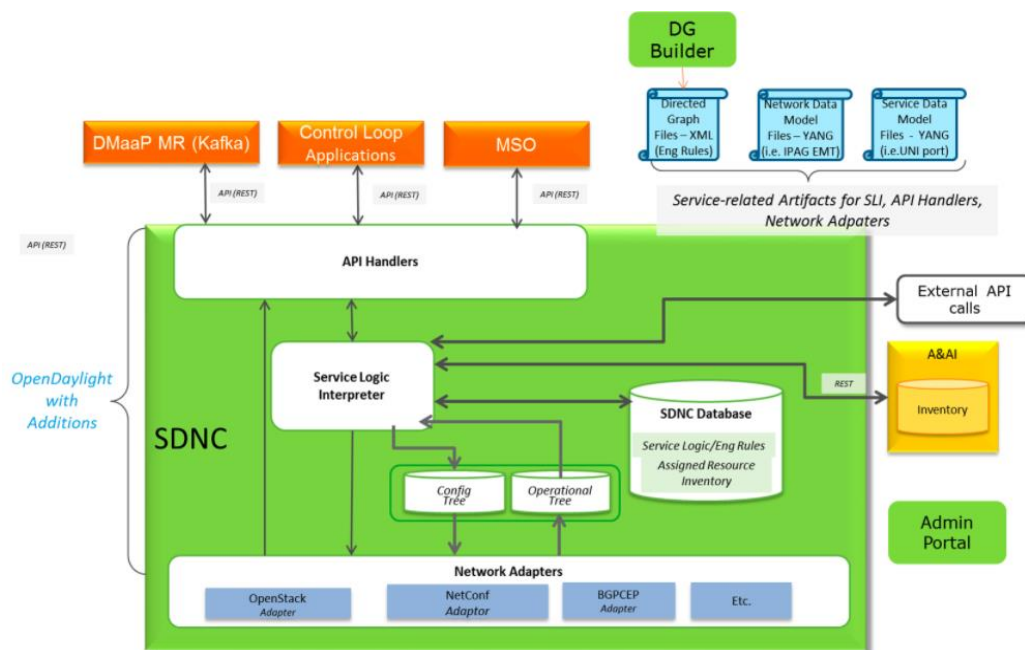 DG
Builder
Directed
Graph
Files – XML
(Eng Rules)
Network Data
Model
Files – YANG
(i.e. IPAG EMT)
Service Data
Model
Files - YANG
(i.e.UNI port)
DMaaP MR (Kafka)
Control Loop
Applications
MSO
Service-related Artifacts for SLI, API Handlers,
Network Adpaters
API (REST)
API (REST)
API (REST)
API (REST)
API Handlers
External API
calls
Service Logic
Interpreter
A&AI
REST
Inventory
OpenDaylight
with
Additions
SDNC
SDNC Database
Service Logic/Eng Rules
Assigned Resource
Inventory
Config
Tree
Operational
Tree
Admin
Portal
Network Adapters
OpenStack
Adapter
NetConf
Adaptor
BGPCEP
Adapter
Etc.